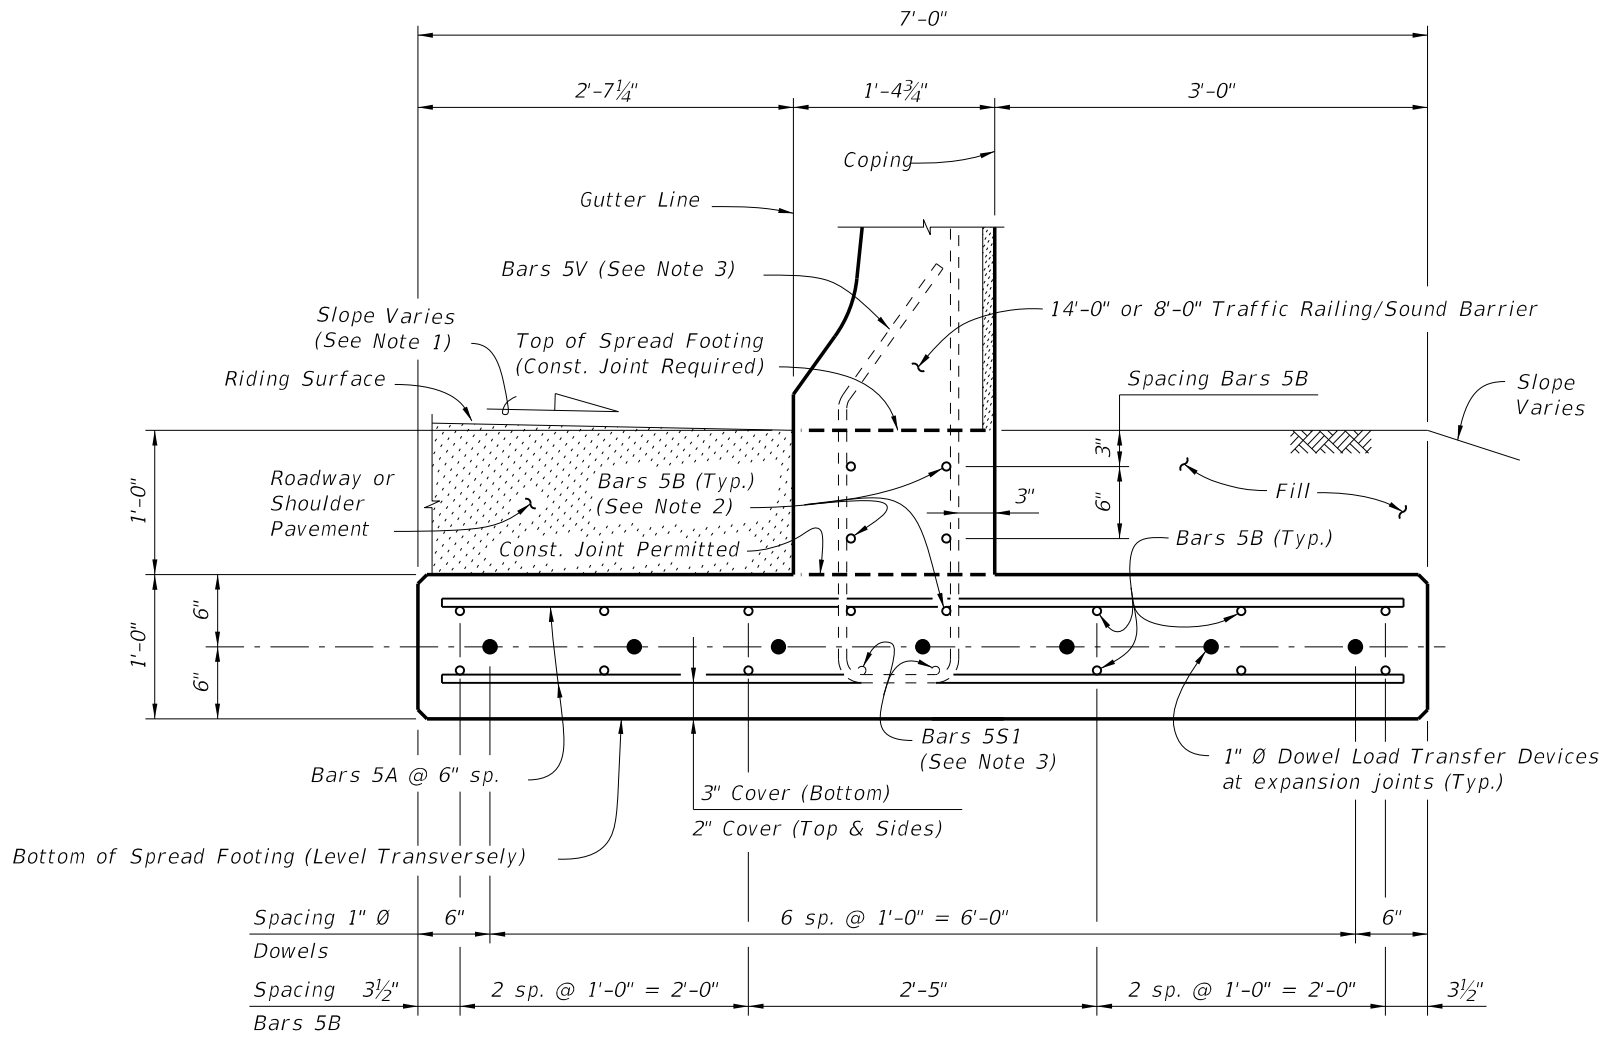 7'-0"
2'-7¼"
1'-4¾"
3'-0"
Coping
Gutter Line
Bars 5V (See Note 3)
14'-0" or 8'-0" Traffic Railing/Sound Barrier
Slope Varies
(See Note 1)
Top of Spread Footing
(Const. Joint Required)
Riding Surface
Spacing Bars 5B
Slope
Varies
3"
Roadway or
Shoulder
Pavement
Bars 5B (Typ.)
(See Note 2)
1'-0"
6"
3"
Fill
Const. Joint Permitted
Bars 5B (Typ.)
6"
1'-0"
6"
Bars 5S1
(See Note 3)
1" Ø Dowel Load Transfer Devices
at expansion joints (Typ.)
Bars 5A @ 6" sp.
3" Cover (Bottom)
2" Cover (Top & Sides)
Bottom of Spread Footing (Level Transversely)
Spacing 1" Ø
Dowels
6"
6 sp. @ 1'-0" = 6'-0"
6"
Spacing
Bars 5B
3½"
2 sp. @ 1'-0" = 2'-0"
2'-5"
2 sp. @ 1'-0" = 2'-0"
3½"